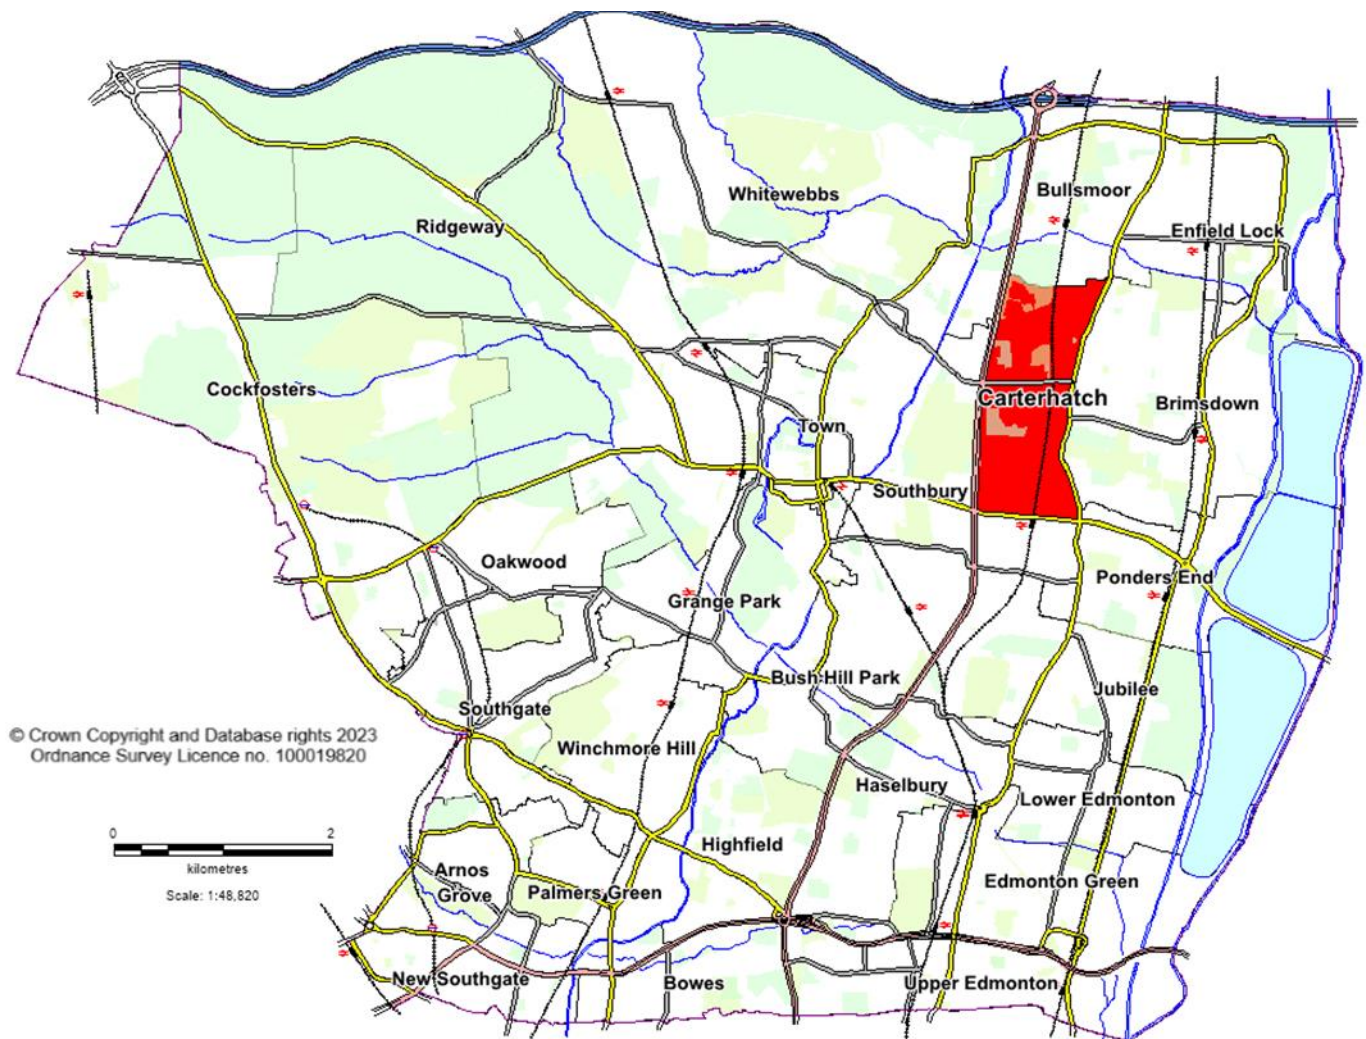 Whitewebbs
Bullsmoor
Ridgeway
Enfield Lock
Cockfosters
Carterhatch
Brimsdown
Town
Southbury
Oakwood
Ponders End
Grange Park
Bush Hill Park
Jubilee
Southgate
© Crown Copyright and Database rights 2023
Ordnance Survey Licence no. 100019820
Winchmore Hill
Haselbury
Lower Edmonton
0 2
kilometres
Scale: 1:48,820
Highfield
Arnos
Grove
Palmers Green
Edmonton Green
New Southgate
Bowes
Upper Edmonton